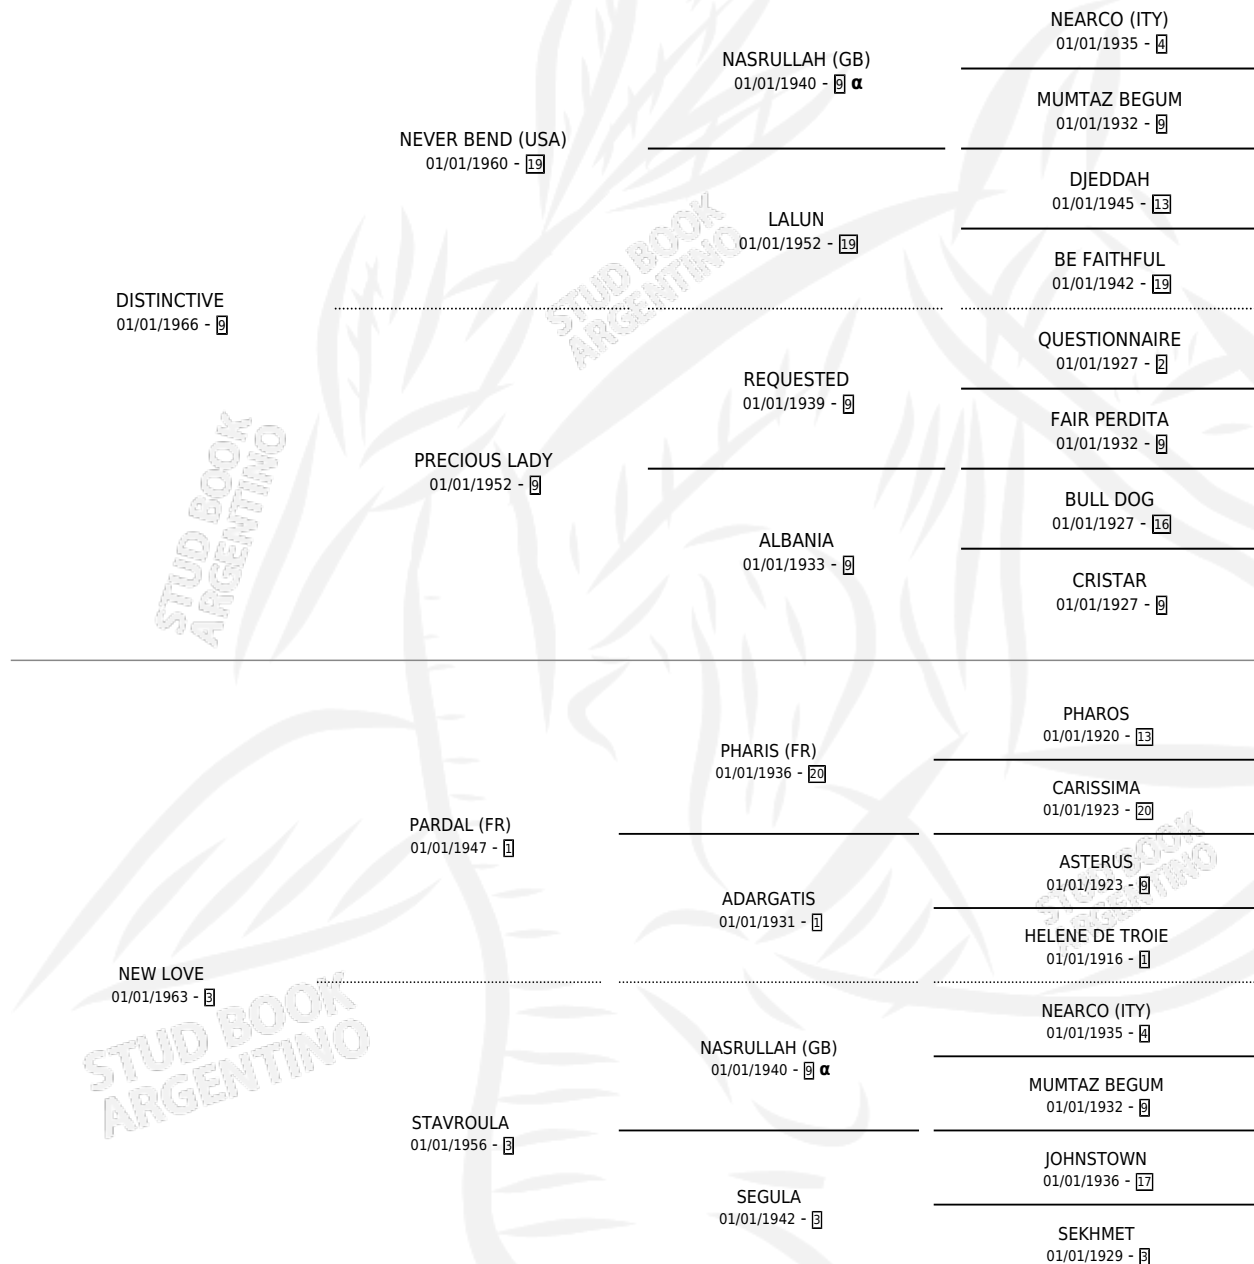 NEARCO (ITY)
01/01/1935 - 4
NASRULLAH (GB)
01/01/1940 - 9 α
MUMTAZ BEGUM
01/01/1932 - 9
NEVER BEND (USA)
01/01/1960 - 19
DJEDDAH
01/01/1945 - 13
LALUN
01/01/1952 - 19
BE FAITHFUL
01/01/1942 - 19
DISTINCTIVE
01/01/1966 - 9
STUD BOOK
ARGENTINO
QUESTIONNAIRE
01/01/1927 - 2
REQUESTED
01/01/1939 - 9
FAIR PERDITA
01/01/1932 - 9
PRECIOUS LADY
01/01/1952 - 9
BULL DOG
01/01/1927 - 16
ALBANIA
01/01/1933 - 9
CRISTAR
01/01/1927 - 9
STUD BOOK
ARGENTINO
PHAROS
01/01/1920 - 13
PHARIS (FR)
01/01/1936 - 20
CARISSIMA
01/01/1923 - 20
PARDAL (FR)
01/01/1947 - 1
ASTERUS
01/01/1923 - 9
STUD BOOK
ARGENTINO
ADARGATIS
01/01/1931 - 1
HELENE DE TROIE
01/01/1916 - 1
NEW LOVE
01/01/1963 - 3
STUD BOOK
ARGENTINO
NEARCO (ITY)
01/01/1935 - 4
NASRULLAH (GB)
01/01/1940 - 9 α
MUMTAZ BEGUM
01/01/1932 - 9
STAVROULA
01/01/1956 - 3
JOHNSTOWN
01/01/1936 - 17
SEGULA
01/01/1942 - 3
SEKHMET
01/01/1929 - 3